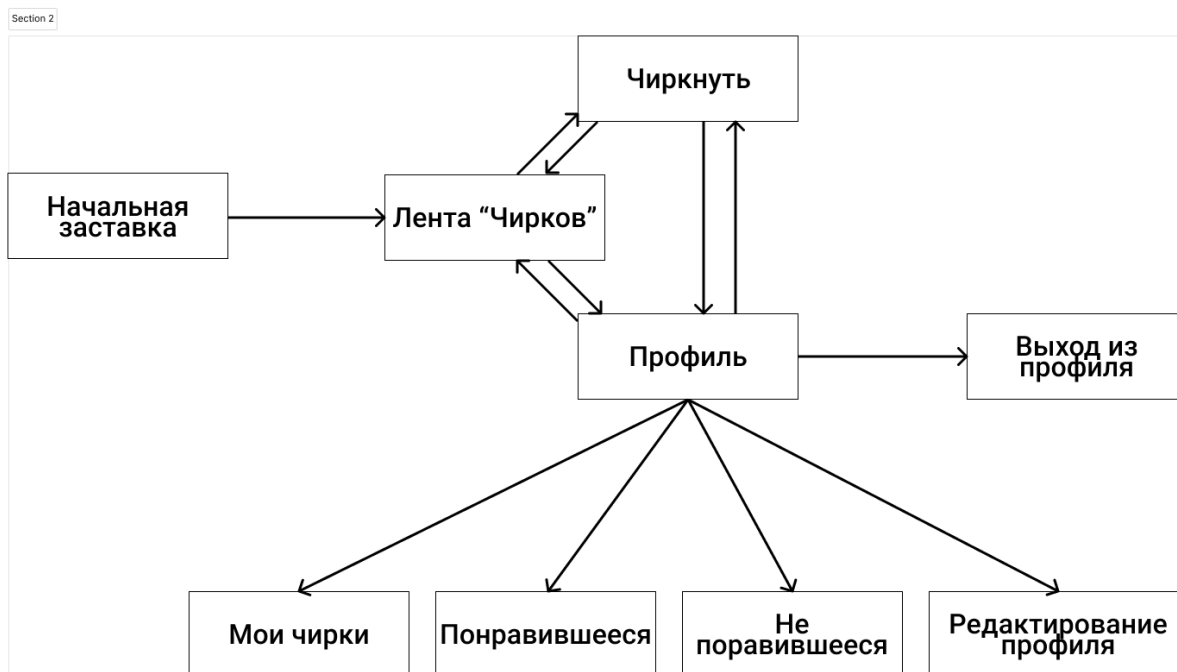 Section 2
Чиркнуть
Начальная
заставка
Лента “Чирков”
Профиль
Выход из
профиля
Мои чирки
Понравившееся
Не
поравившееся
Редактирование
профиля